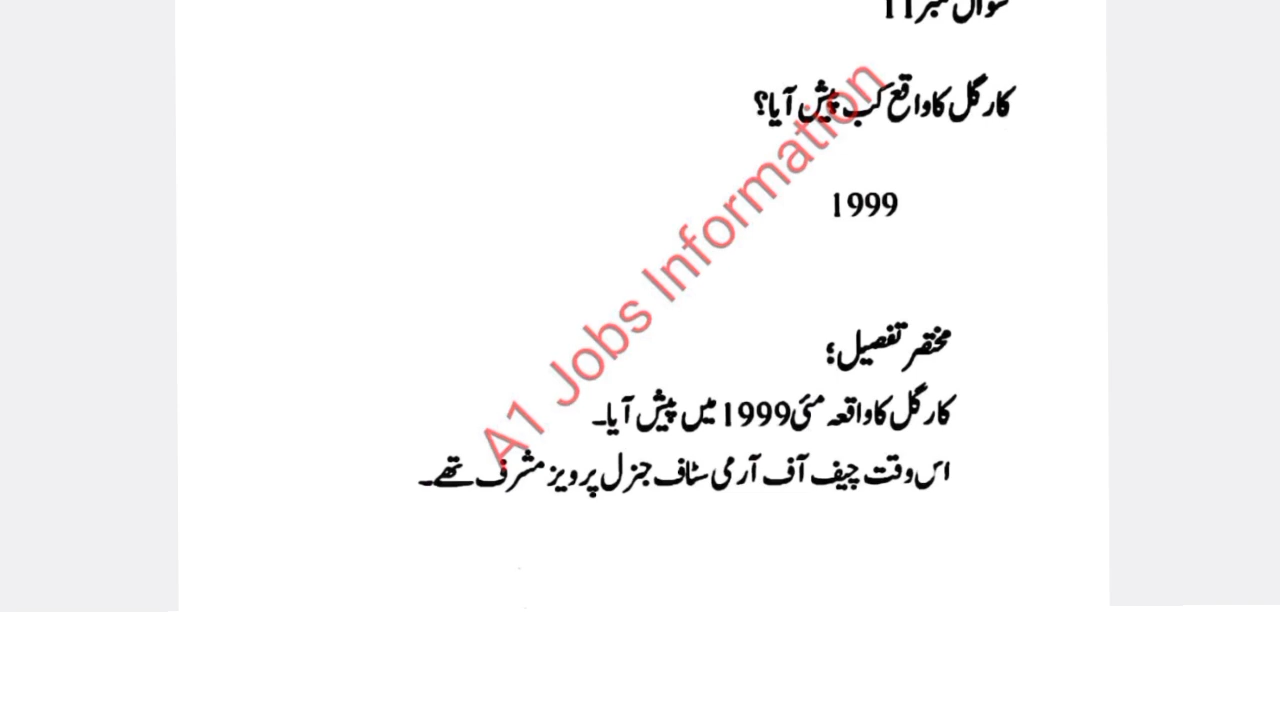 سوال نمبر 11
کارگل کا واقع کب پیش آیا؟
1999
مختصر تفصیل؛
کارگل کا واقعہ مئی 1999 میں پیش آیا۔
اس وقت چیف آف آرمی سٹاف جنرل پرویز مشرف تھے۔
A1 Jobs Information